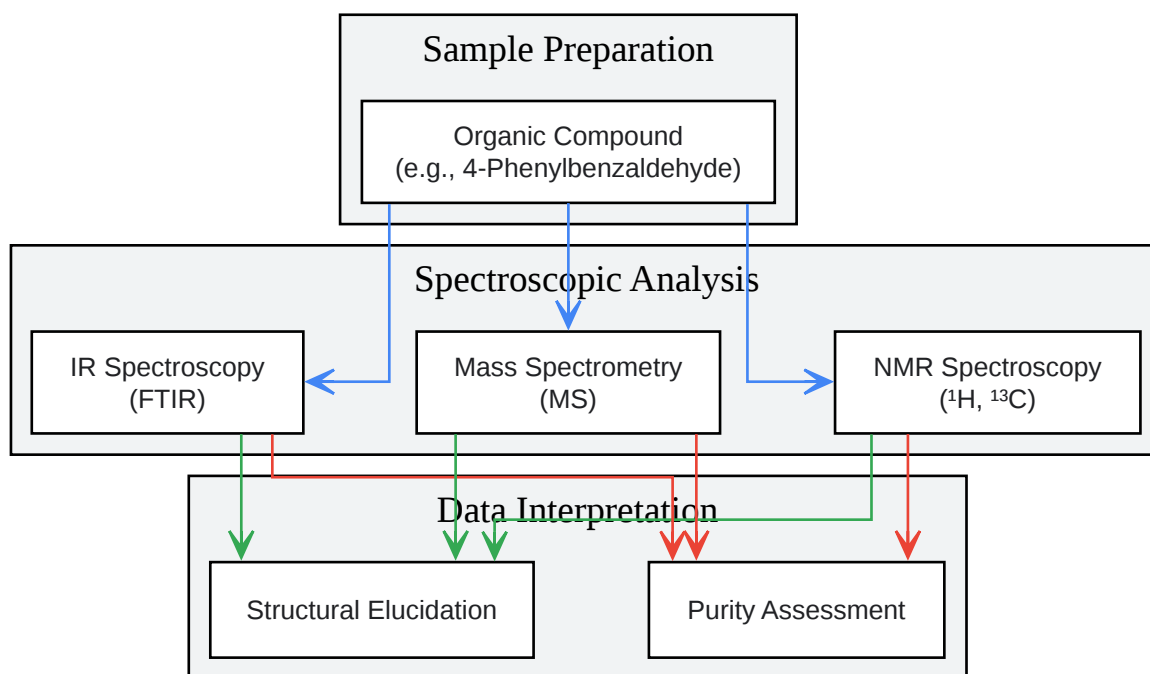 Sample Preparation
Organic Compound
(e.g., 4-Phenylbenzaldehyde)
Spectroscopic Analysis
IR Spectroscopy
(FTIR)
Mass Spectrometry
(MS)
NMR Spectroscopy
(¹H, ¹³C)
Data Interpretation
Structural Elucidation
Purity Assessment